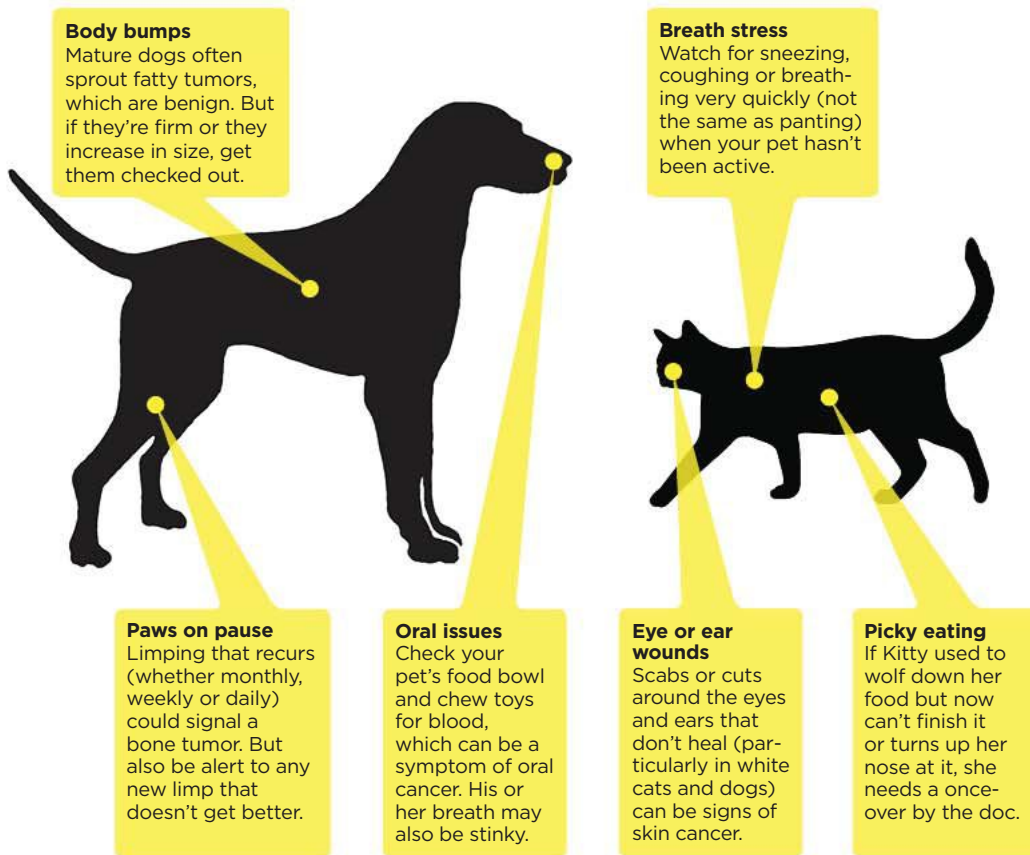 Body bumps
Mature dogs often
sprout fatty tumors,
which are benign. But
if they’re firm or they
increase in size, get
them checked out.
Breath stress
Watch for sneezing,
coughing or breath-
ing very quickly (not
the same as panting)
when your pet hasn’t
been active.
Paws on pause
Limping that recurs
(whether monthly,
weekly or daily)
could signal a
bone tumor. But
also be alert to any
new limp that
doesn’t get better.
Oral issues
Check your
pet’s food bowl
and chew toys
for blood,
which can be a
symptom of oral
cancer. His or
her breath may
also be stinky.
Eye or ear
wounds
Scabs or cuts
around the eyes
and ears that
don’t heal (par-
ticularly in white
cats and dogs)
can be signs of
skin cancer.
Picky eating
If Kitty used to
wolf down her
food but now
can’t finish it
or turns up her
nose at it, she
needs a once-
over by the doc.